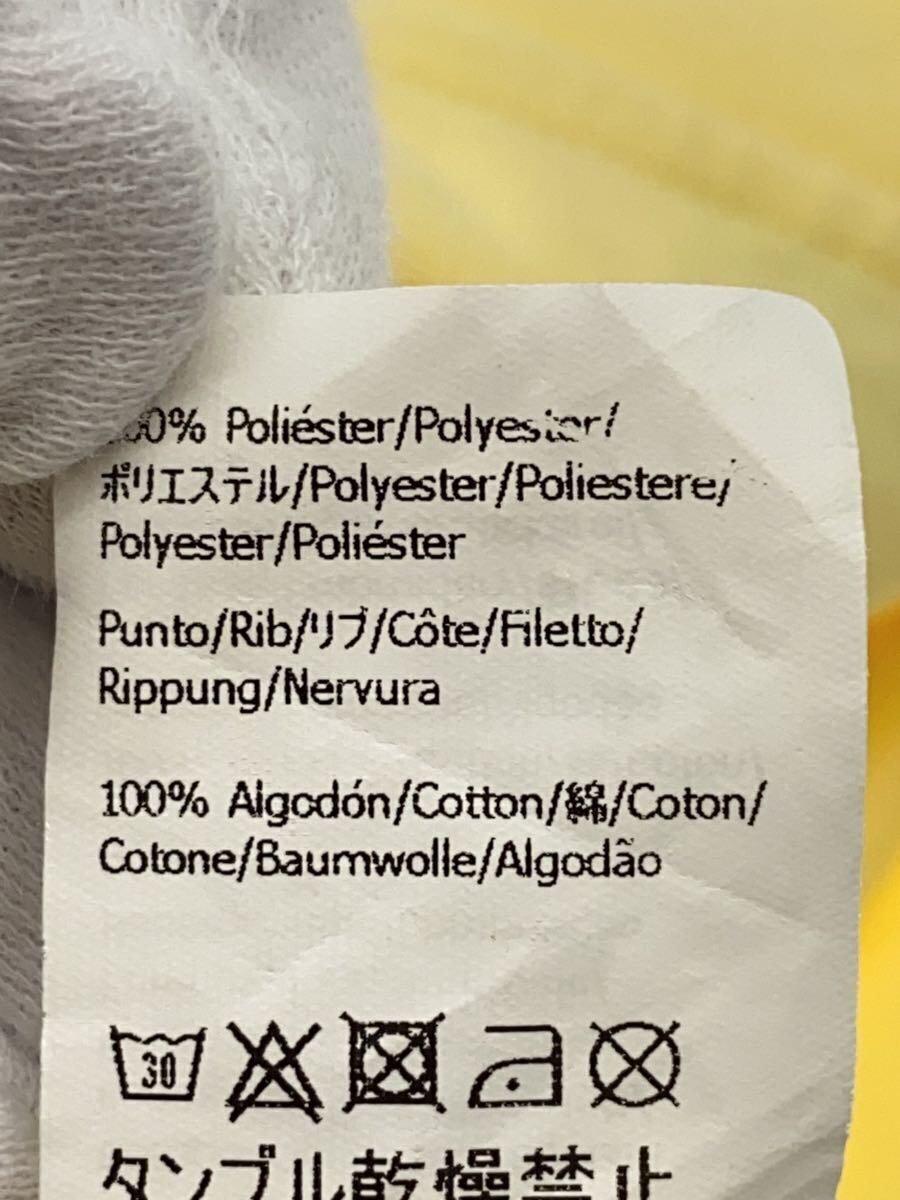 00% Poliéster/Polyester/
ポリエステル/Polyester/Poliestere/
Polyester/Poliéster
Punto/Rib/リブ/Côte/Filetto/
Rippung/Nervura
100% Algodón/Cotton/綿/Coton/
Cotone/Baumwolle/Algodão
30
タンブル乾燥禁止